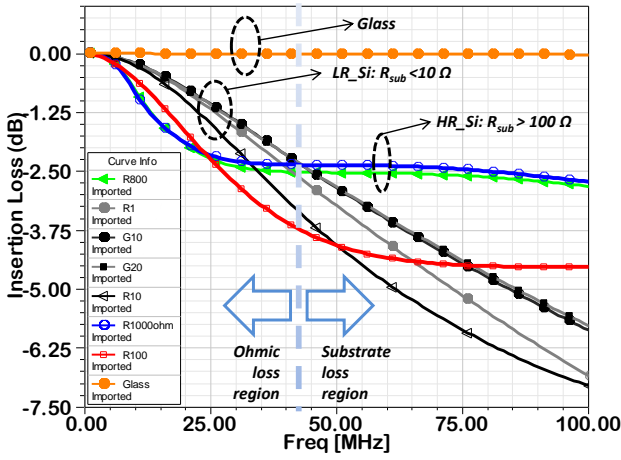 Glass
0.00
LR_Si: Rsub<10 Ω
-1.25
HR_Si: Rsub> 100 Ω
Insertion Loss (dB)
-2.50
Curve Info
R800
Imported
R1
Imported
-3.75
G10
Imported
G20
Imported
-5.00
R10
Imported
R1000ohm
Imported
-6.25
R100
Imported
Glass
Imported
Ohmic
loss
region
Substrate
loss
region
-7.50
0.00 25.00 50.00 75.00 100.00
Freq [MHz]